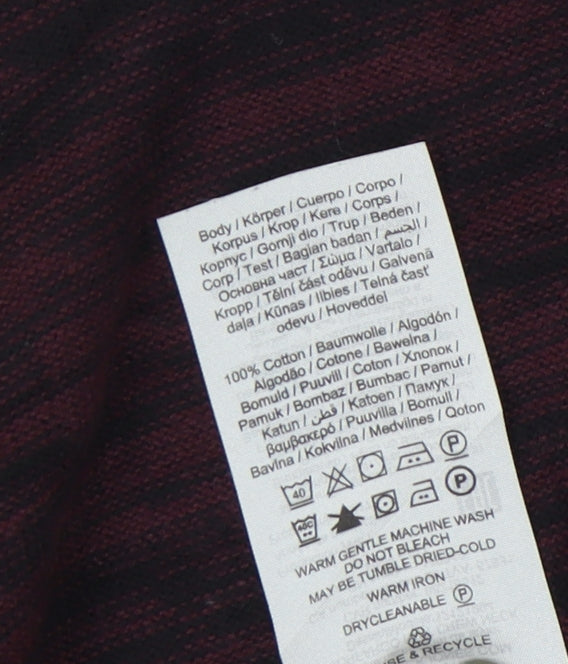 Body / Körper / Cuerpo / Corpo /
Korpus / Krop / Kere / Corps /
Корпус / Gornji dio / Trup / Beden /
Corp / Test / Bagian badan / الجسم /
Основна част / Σώμα / Vartalo /
Kropp / Tělní část oděvu / Galvenā
daļa / Kūnas / Ilbies / Telná časť
odevu / Hoveddel
100% Cotton / Baumwolle / Algodón /
Algodão / Cotone / Bawełna /
Bomuld / Puuvill / Coton / Хлопок /
Pamuk / Bombaz / Bumbac / Pamut /
Katun / قطن / Katoen / Памук /
βαμβακερό / Puuvilla / Bomull /
Bavlna / Kokvilna / Medvilnes / Qoton
40 P
40C P
WARM GENTLE MACHINE WASH
DO NOT BLEACH
MAY BE TUMBLE DRIED-COLD
WARM IRON
DRYCLEANABLE P
& RECYCLE